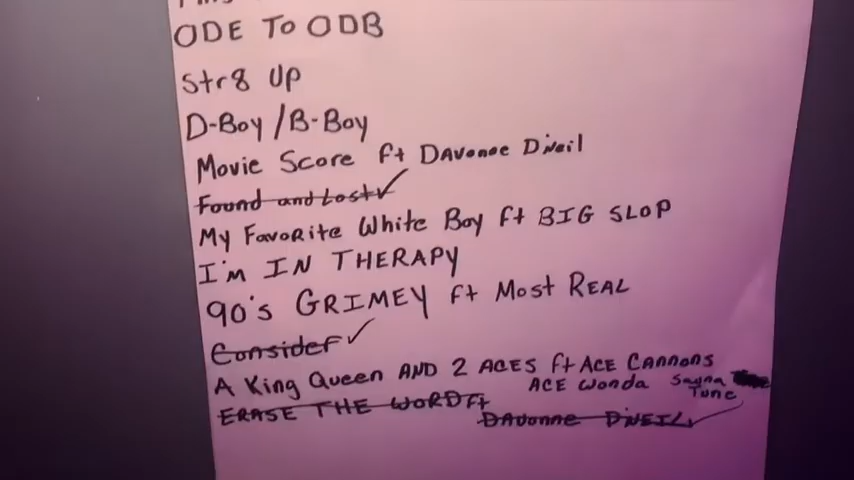 ODE TO ODB
Str8 UP
D-Boy / B-Boy
Movie Score ft Davonne D'Neil
Found and Lost ✓
My Favorite White Boy ft BIG SLOP
I'm IN THERAPY
90's GRIMEY ft Most REAL
Consider ✓
A King Queen AND 2 ACES ft ACE CANNONS
ACE Wonda Sayna
Tune
ERASE THE WORD ft
Davonne D'NEIL ✓